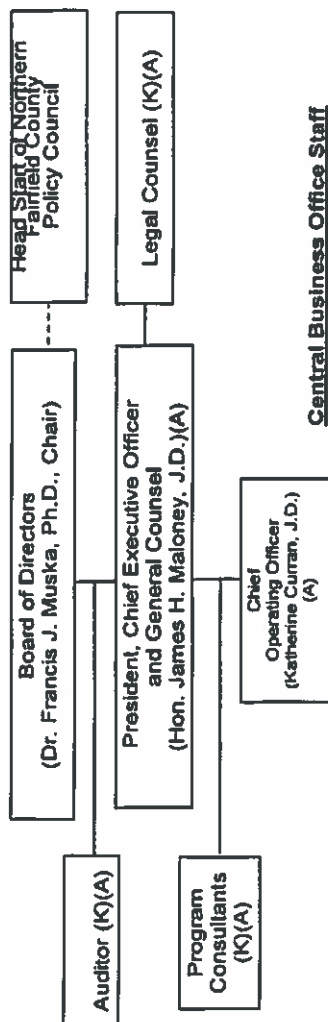 Head Start of Northern
Fairfield County
Policy Council
Board of Directors
(Dr. Francis J. Muska, Ph.D., Chair)
Legal Counsel (K)(A)
President, Chief Executive Officer
and General Counsel
(Hon. James H. Maloney, J.D.)(A)
Auditor (K)(A)
Central Business Office Staff
Chief
Operating Officer
(Katherine Curran, J.D.)
(A)
Program
Consultants
(K)(A)